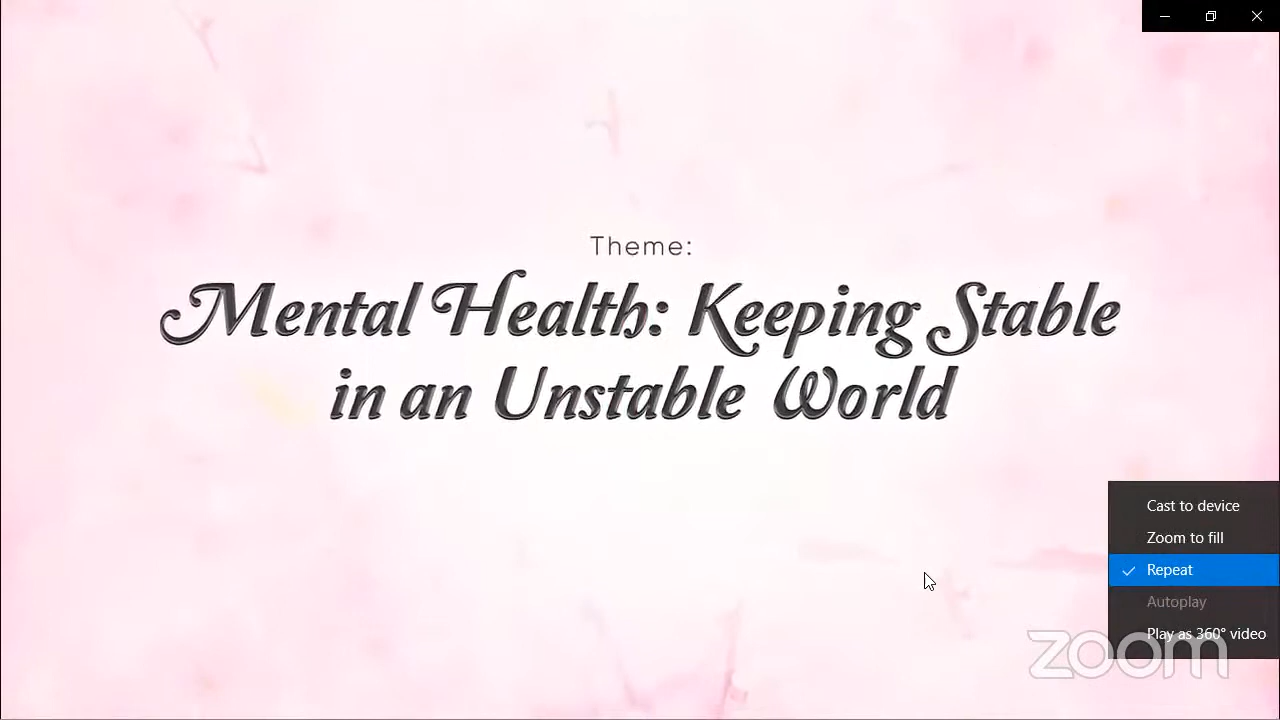 Theme:
Mental Health: Keeping Stable
in an Unstable World
Cast to device
Zoom to fill
Repeat
Autoplay
Play as 360° video
zoom